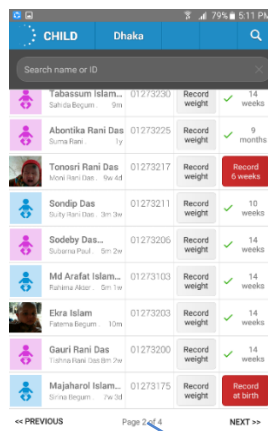 79% 5:11 PM
CHILD Dhaka
Search name or ID
Tabassum Islam... 01273230 Record weight 14 weeks
Sahida Begum . 9m
Abontika Rani Das 01273225 Record weight 9 months
Suma Rani . 1y
Tonosri Rani Das 01273217 Record weight Record 6 weeks
Moni Rani Das . 9w 4d
Sondip Das 01273211 Record weight 10 weeks
Sulty Rani Das . 3m 3w
Sodeby Das... 01273206 Record weight 14 weeks
Subarna Paul . 5m 2w
Md Arafat Islam... 01273103 Record weight 14 weeks
Rahima Akter . 5m 1w
Ekra Islam 01273203 Record weight 14 weeks
Fatema Begum . 10m
Gauri Rani Das 01273200 Record weight 14 weeks
Rani Das 8m 2w
Majaharol Islam... 01273175 Record weight Record at birth
Begum . 7w 3d
<< PREVIOUS Page 2 of 4 NEXT >>